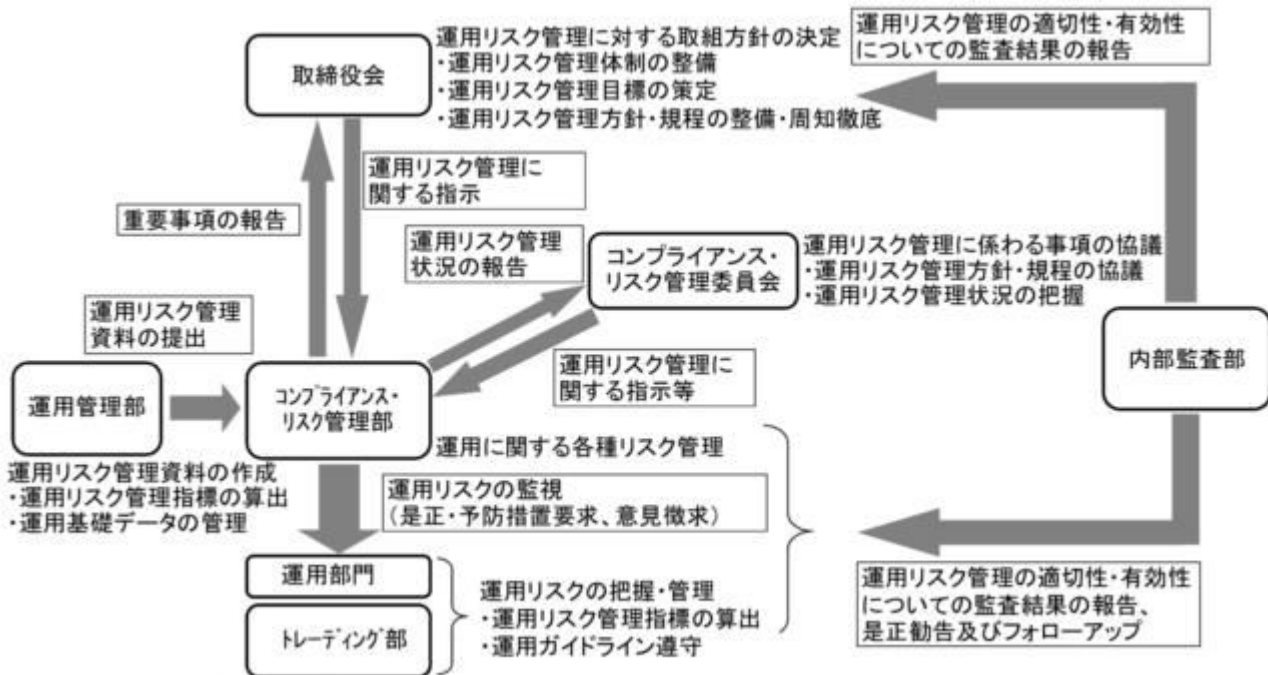 取締役会
運用リスク管理に対する取組方針の決定
・運用リスク管理体制の整備
・運用リスク管理目標の策定
・運用リスク管理方針・規程の整備・周知徹底
運用リスク管理の適切性・有効性
についての監査結果の報告
運用リスク管理に
関する指示
重要事項の報告
運用リスク管理
状況の報告
コンプライアンス・
リスク管理委員会
運用リスク管理に係わる事項の協議
・運用リスク管理方針・規程の協議
・運用リスク管理状況の把握
運用リスク管理
資料の提出
運用リスク管理に
関する指示等
内部監査部
運用管理部
コンプライアンス・
リスク管理部
運用に関する各種リスク管理
運用リスク管理資料の作成
・運用リスク管理指標の算出
・運用基礎データの管理
運用リスクの監視
(是正・予防措置要求、意見徴求)
運用部門
トレーディング部
運用リスクの把握・管理
・運用リスク管理指標の算出
・運用ガイドライン遵守
運用リスク管理の適切性・有効性
についての監査結果の報告、
是正勧告及びフォローアップ